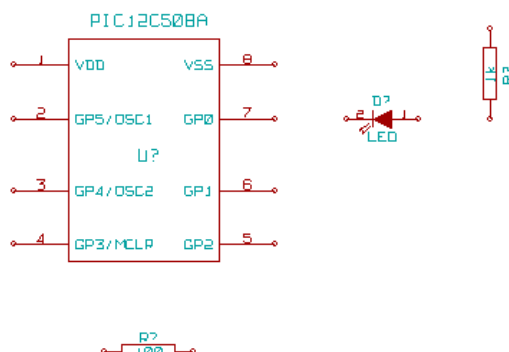 PIC12C508A
1 VDD VSS 8
2 GP5/OSC1 GP0 7
U?
3 GP4/OSC2 GP1 6
4 GP3/MCLR GP2 5
D?
2 1
LED
1k
R?
R?
100